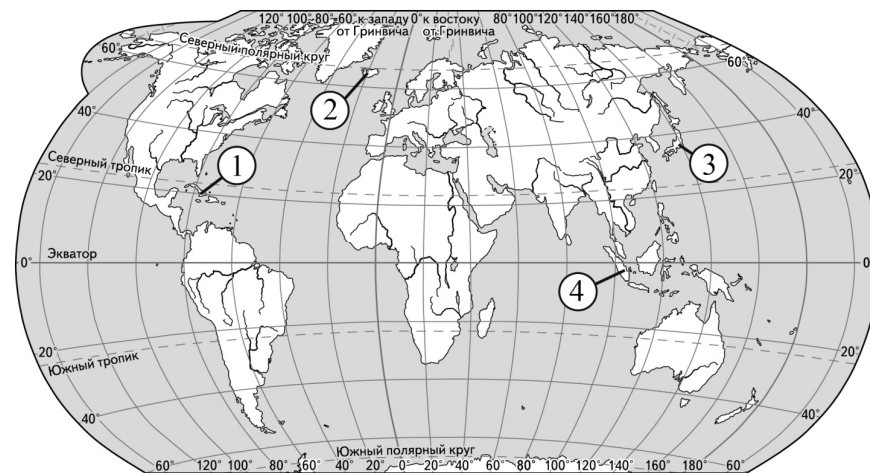 120° 100° 80° 60° к западу 0° к востоку 80° 100° 120° 140° 160° 180°
от Гринвича от Гринвича
60° Северный полярный круг 60°
2
40° 40°
1 3
Северный тропик
20° 20°
Экватор
0° 0°
4
20° 20°
Южный тропик
40° 40°
Южный полярный круг
60° 120° 100° 80° 60° 40° 20° 0° 20° 40° 60° 80° 100° 120° 140° 160° 180° 60°